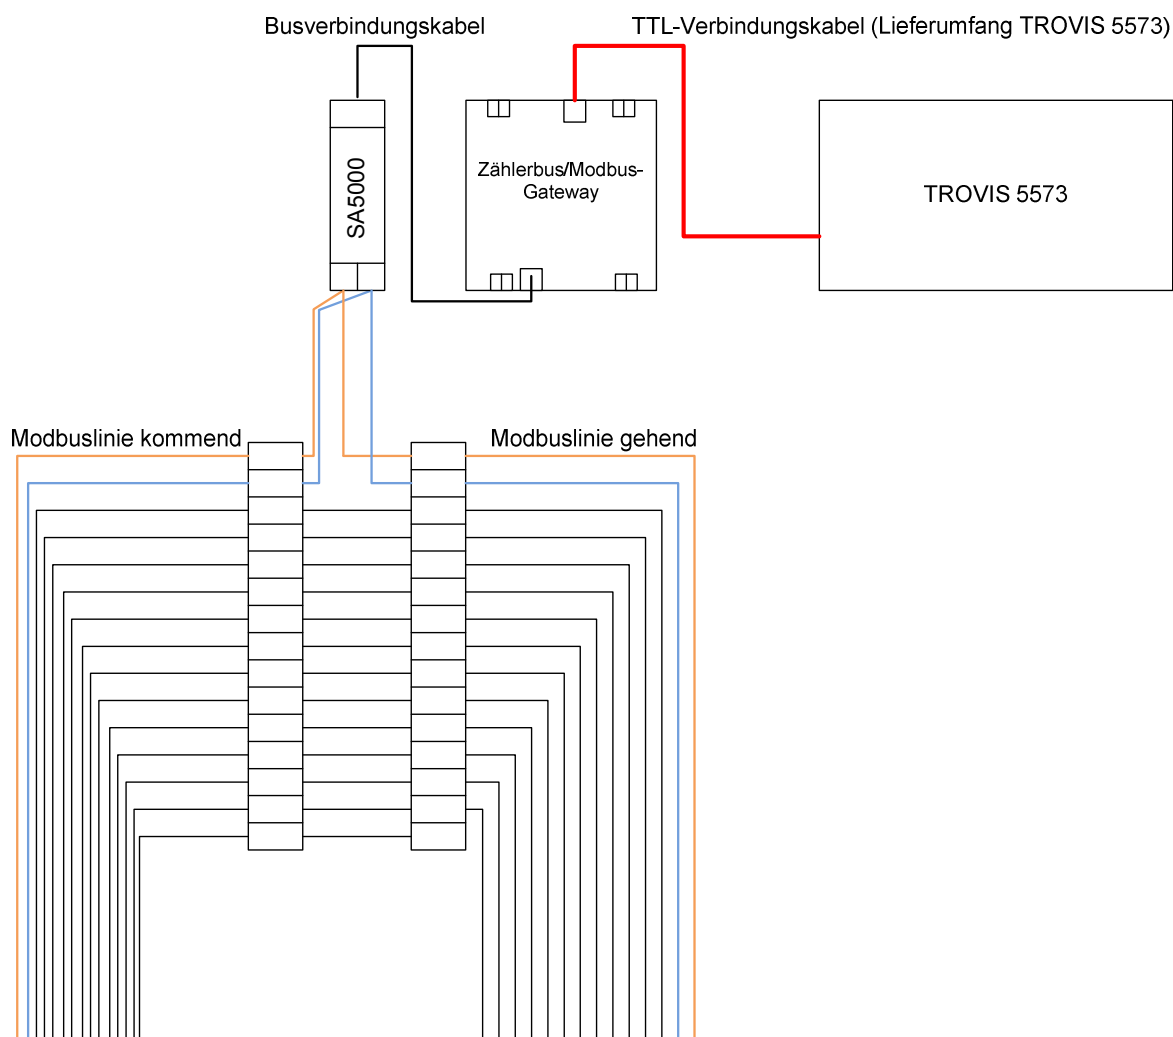 Busverbindungskabel
TTL-Verbindungskabel (Lieferumfang TROVIS 5573)
SA5000
Zählerbus/Modbus-
Gateway
TROVIS 5573
Modbuslinie kommend
Modbuslinie gehend